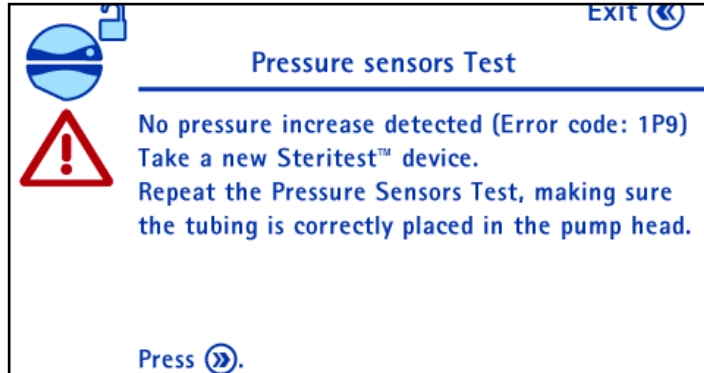 Exit
Pressure sensors Test
No pressure increase detected (Error code: 1P9)
Take a new Steritest™ device.
Repeat the Pressure Sensors Test, making sure
the tubing is correctly placed in the pump head.
Press .